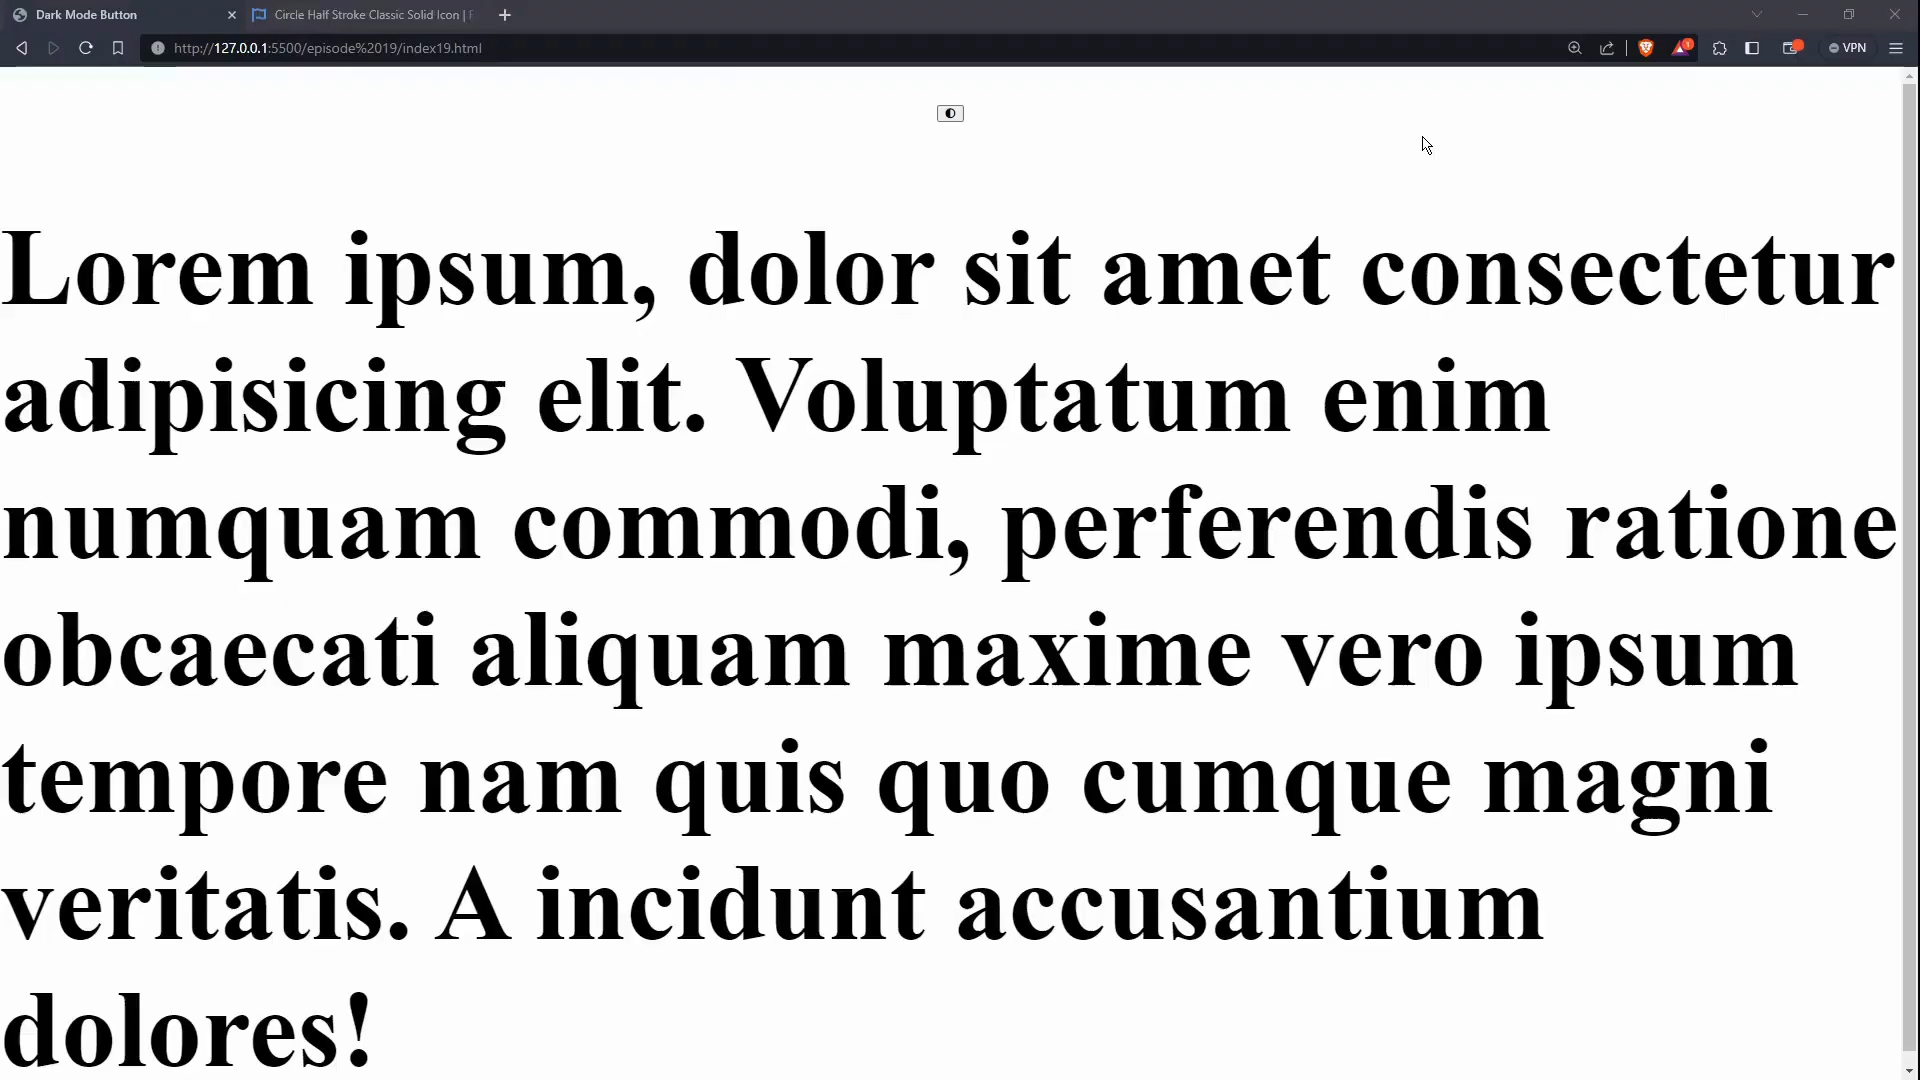 Dark Mode Button
Circle Half Stroke Classic Solid Icon |
http://127.0.0.1:5500/episode%2019/index19.html
1
VPN
Lorem ipsum, dolor sit amet consectetur
adipisicing elit. Voluptatum enim
numquam commodi, perferendis ratione
obcaecati aliquam maxime vero ipsum
tempore nam quis quo cumque magni
veritatis. A incidunt accusantium
dolores!